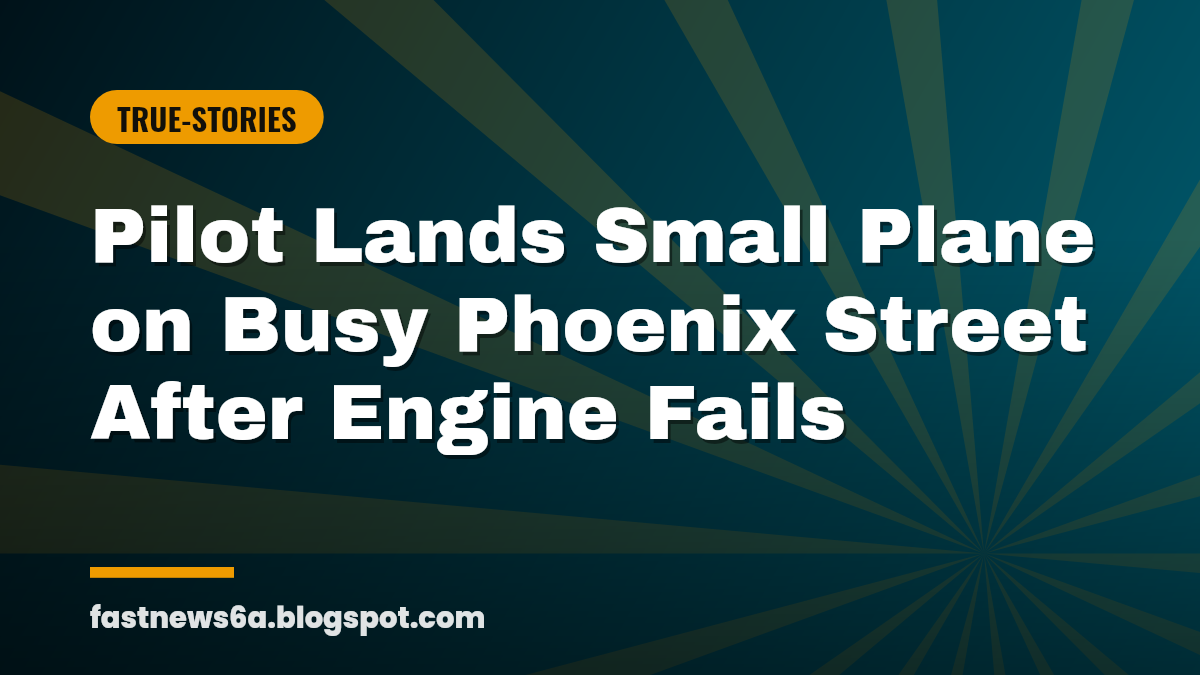 TRUE-STORIES
Pilot Lands Small Plane
on Busy Phoenix Street
After Engine Fails
fastnews6a.blogspot.com